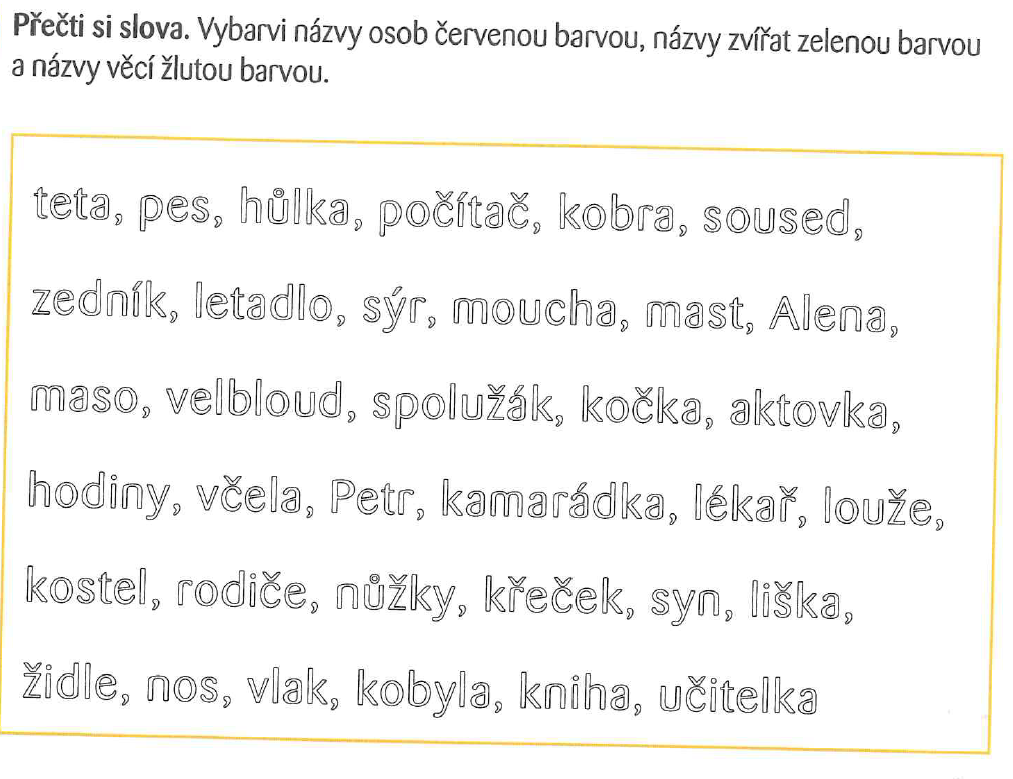 Přečti si slova. Vybarvi názvy osob červenou barvou, názvy zvířat zelenou barvou
a názvy věcí žlutou barvou.
teta, pes, hůlka, počítač, kobra, soused,
zedník, letadlo, sýr, moucha, mast, Alena,
maso, velbloud, spolužák, kočka, aktovka,
hodiny, včela, Petr, kamarádka, lékař, louže,
kostel, rodiče, nůžky, křeček, syn, liška,
židle, nos, vlak, kobyla, kniha, učitelka